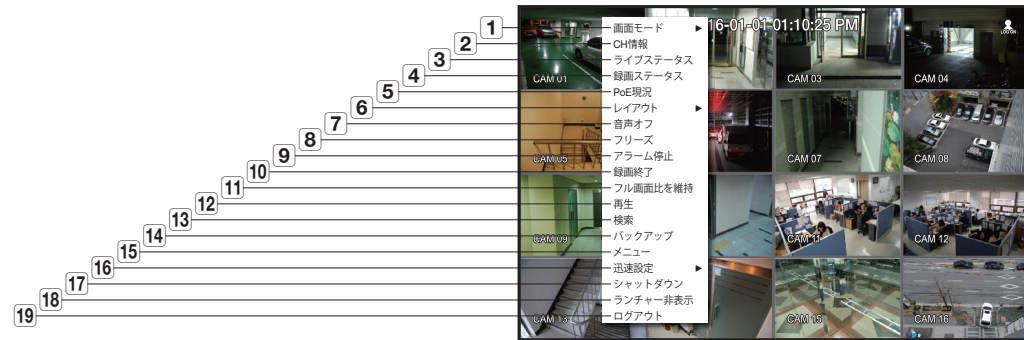 1 画面モード ▶
2 CH情報
3 ライブステータス
4 録画ステータス
5 PoE現況
6 レイアウト ▶
7 音声オフ
8 フリーズ
9 アラーム停止
10 録画終了
11 フル画面比を維持
12 再生
13 検索
14 バックアップ
15 メニュー
16 迅速設定 ▶
17 シャットダウン
18 ランチャー非表示
19 ログアウト
16-01-01 01:10:25 PM
LOG ON
CAM 01
CAM 03
CAM 04
CAM 05
CAM 07
CAM 08
CAM 09
CAM 11
CAM 12
CAM 13
CAM 15
CAM 16